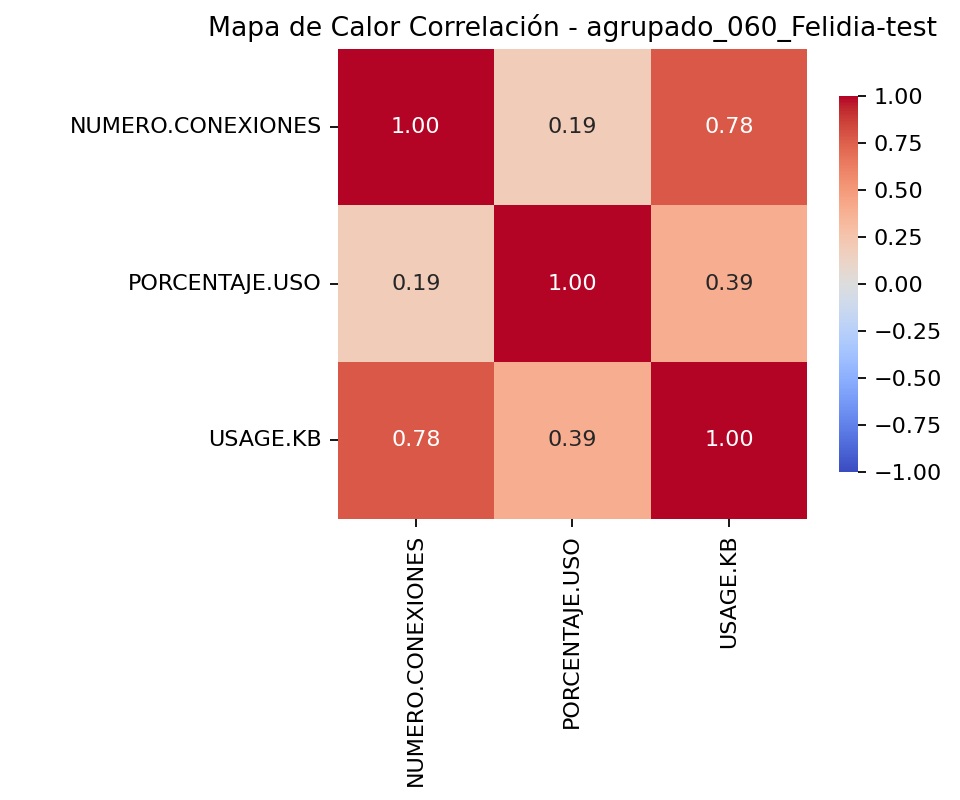 Mapa de Calor Correlación - agrupado_060_Felidia-test
NUMERO.CONEXIONES
1.00 0.19 0.78
PORCENTAJE.USO
0.19 1.00 0.39
USAGE.KB
0.78 0.39 1.00
NUMERO.CONEXIONES
PORCENTAJE.USO
USAGE.KB
1.00
0.75
0.50
0.25
0.00
−0.25
−0.50
−0.75
−1.00